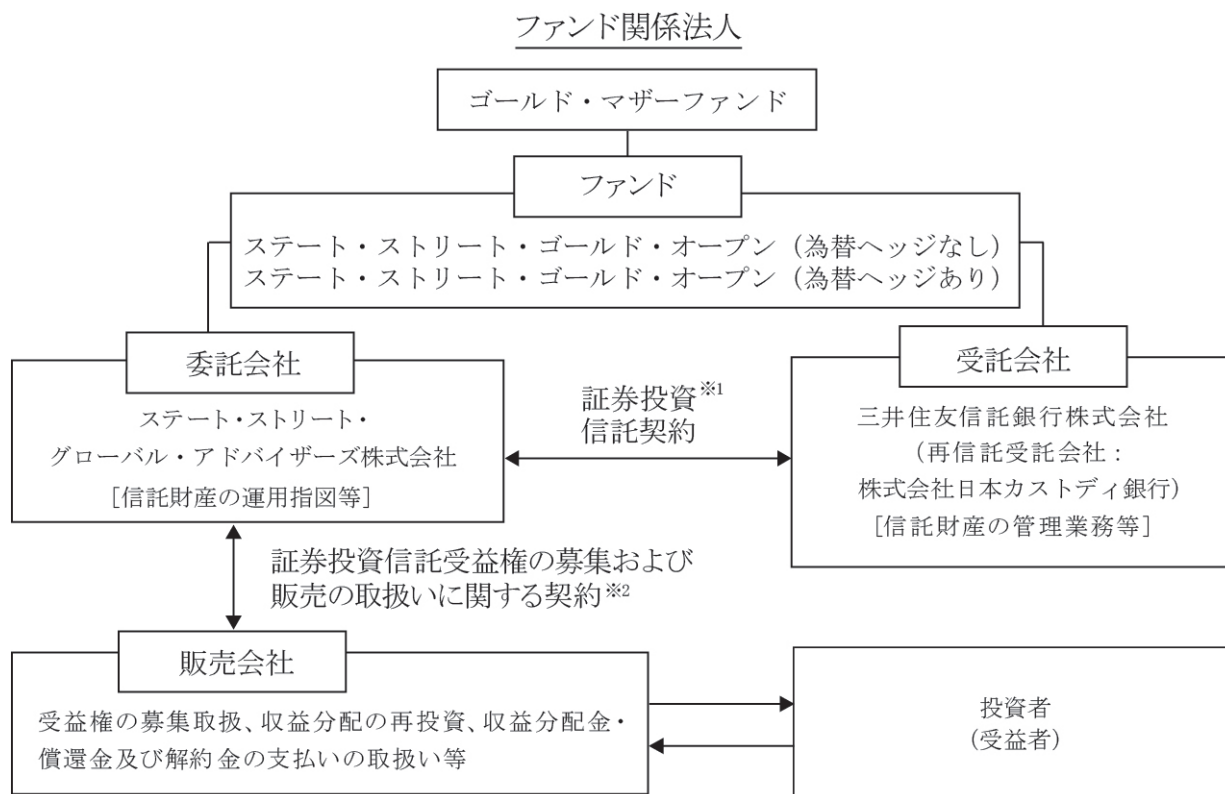 ファンド関係法人
ゴールド・マザーファンド
ファンド
ステート・ストリート・ゴールド・オープン（為替ヘッジなし）
ステート・ストリート・ゴールド・オープン（為替ヘッジあり）
委託会社
ステート・ストリート・
グローバル・アドバイザーズ株式会社
［信託財産の運用指図等］
証券投資※1
信託契約
受託会社
三井住友信託銀行株式会社
（再信託受託会社：
株式会社日本カストディ銀行）
［信託財産の管理業務等］
証券投資信託受益権の募集および
販売の取扱いに関する契約※2
販売会社
受益権の募集取扱、収益分配の再投資、収益分配金・
償還金及び解約金の支払いの取扱い等
投資者
（受益者）